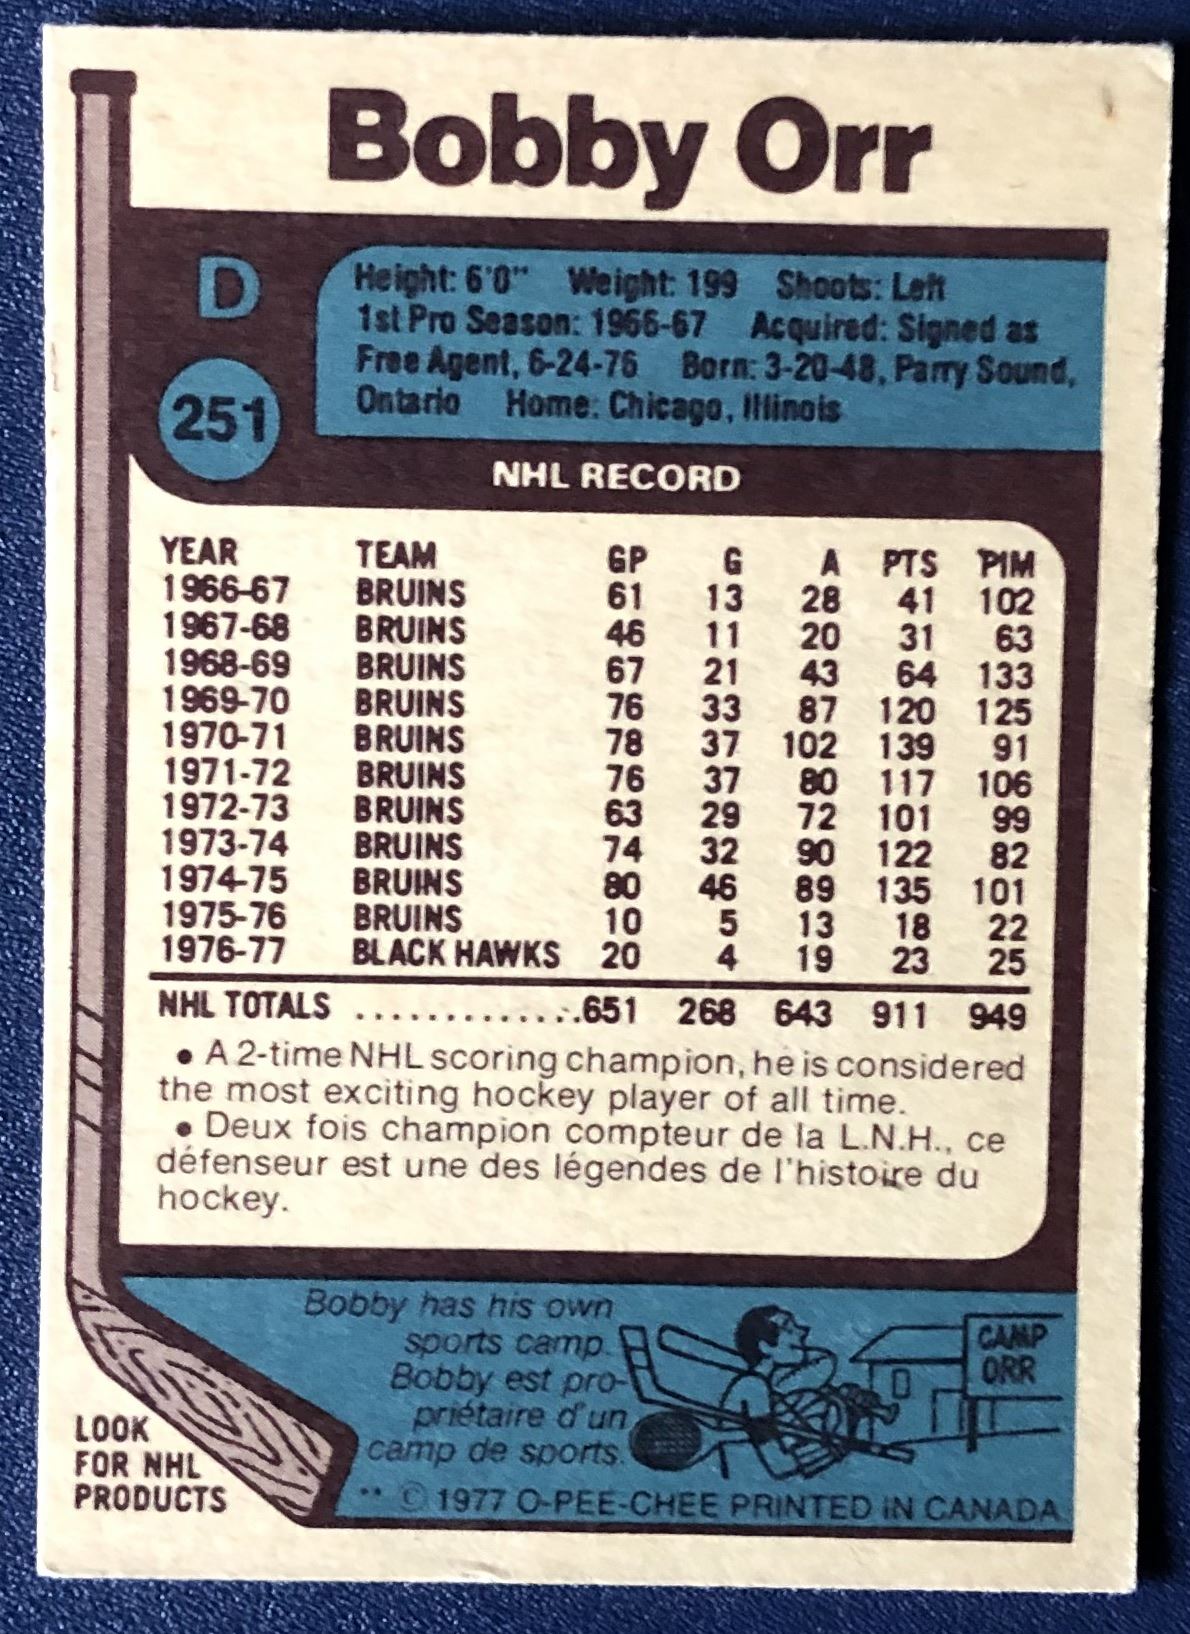 Bobby Orr
D
251
Height: 6'0" Weight: 199 Shoots: Left
1st Pro Season: 1966-67 Acquired: Signed as
Free Agent, 6-24-76 Born: 3-20-48, Parry Sound,
Ontario Home: Chicago, Illinois
NHL RECORD
YEAR TEAM GP G A PTS PIM
1966-67 BRUINS 61 13 28 41 102
1967-68 BRUINS 46 11 20 31 63
1968-69 BRUINS 67 21 43 64 133
1969-70 BRUINS 76 33 87 120 125
1970-71 BRUINS 78 37 102 139 91
1971-72 BRUINS 76 37 80 117 106
1972-73 BRUINS 63 29 72 101 99
1973-74 BRUINS 74 32 90 122 82
1974-75 BRUINS 80 46 89 135 101
1975-76 BRUINS 10 5 13 18 22
1976-77 BLACK HAWKS 20 4 19 23 25
NHL TOTALS ..............651 268 643 911 949
• A 2-time NHL scoring champion, he is considered
the most exciting hockey player of all time.
• Deux fois champion compteur de la L.N.H., ce
défenseur est une des légendes de l'histoire du
hockey.
Bobby has his own
sports camp.
Bobby est pro-
priétaire d'un
camp de sports.
CAMP
ORR
LOOK
FOR NHL
PRODUCTS
** © 1977 O-PEE-CHEE PRINTED IN CANADA